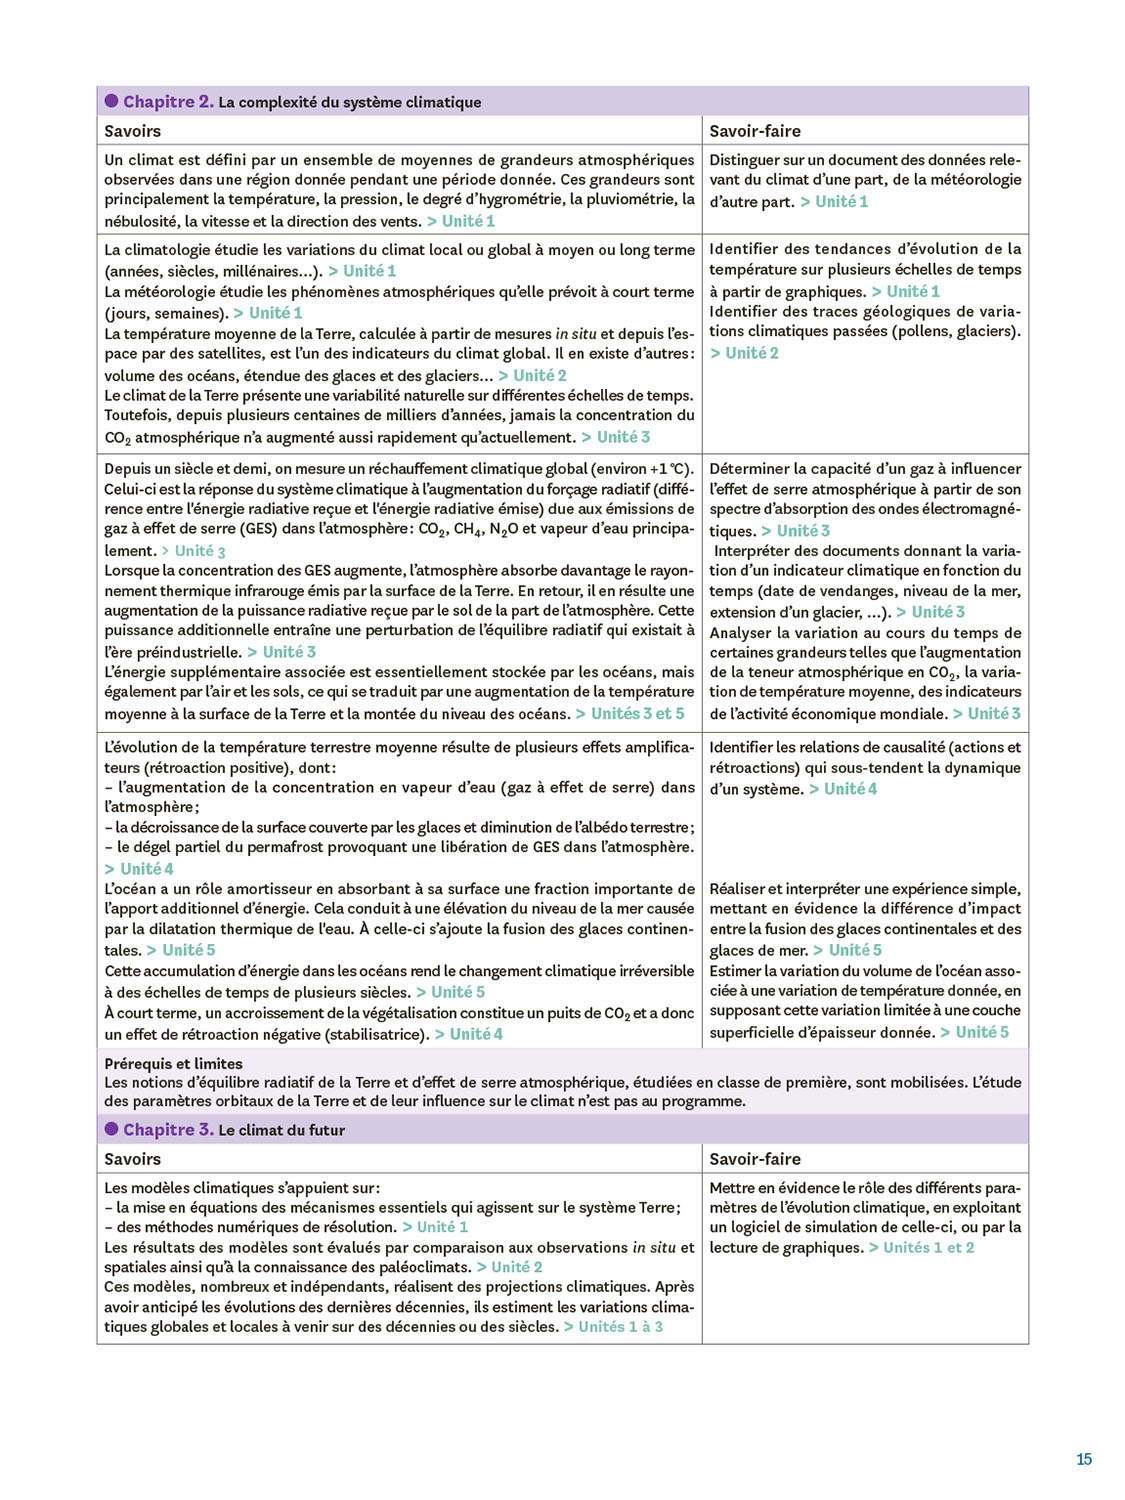 Chapitre 2. La complexité du système climatique
Savoirs
Savoir-faire
Un climat est défini par un ensemble de moyennes de grandeurs atmosphériques
observées dans une région donnée pendant une période donnée. Ces grandeurs sont
principalement la température, la pression, le degré d’hygrométrie, la pluviométrie, la
nébulosité, la vitesse et la direction des vents. > Unité 1
Distinguer sur un document des données rele-
vant du climat d’une part, de la météorologie
d’autre part. > Unité 1
La climatologie étudie les variations du climat local ou global à moyen ou long terme
(années, siècles, millénaires…). > Unité 1
La météorologie étudie les phénomènes atmosphériques qu’elle prévoit à court terme
(jours, semaines). > Unité 1
La température moyenne de la Terre, calculée à partir de mesures in situ et depuis l’es-
pace par des satellites, est l’un des indicateurs du climat global. Il en existe d’autres :
volume des océans, étendue des glaces et des glaciers… > Unité 2
Le climat de la Terre présente une variabilité naturelle sur différentes échelles de temps.
Toutefois, depuis plusieurs centaines de milliers d’années, jamais la concentration du
CO₂ atmosphérique n’a augmenté aussi rapidement qu’actuellement. > Unité 3
Identifier des tendances d’évolution de la
température sur plusieurs échelles de temps
à partir de graphiques. > Unité 1
Identifier des traces géologiques de varia-
tions climatiques passées (pollens, glaciers).
> Unité 2
Depuis un siècle et demi, on mesure un réchauffement climatique global (environ +1 °C).
Celui-ci est la réponse du système climatique à l’augmentation du forçage radiatif (diffé-
rence entre l'énergie radiative reçue et l'énergie radiative émise) due aux émissions de
gaz à effet de serre (GES) dans l’atmosphère : CO₂, CH₄, N₂O et vapeur d’eau principa-
lement. > Unité 3
Lorsque la concentration des GES augmente, l’atmosphère absorbe davantage le rayon-
nement thermique infrarouge émis par la surface de la Terre. En retour, il en résulte une
augmentation de la puissance radiative reçue par le sol de la part de l’atmosphère. Cette
puissance additionnelle entraîne une perturbation de l’équilibre radiatif qui existait à
l’ère préindustrielle. > Unité 3
L’énergie supplémentaire associée est essentiellement stockée par les océans, mais
également par l’air et les sols, ce qui se traduit par une augmentation de la température
moyenne à la surface de la Terre et la montée du niveau des océans. > Unités 3 et 5
Déterminer la capacité d’un gaz à influencer
l’effet de serre atmosphérique à partir de son
spectre d’absorption des ondes électromagné-
tiques. > Unité 3
Interpréter des documents donnant la varia-
tion d’un indicateur climatique en fonction du
temps (date de vendanges, niveau de la mer,
extension d’un glacier, …). > Unité 3
Analyser la variation au cours du temps de
certaines grandeurs telles que l’augmentation
de la teneur atmosphérique en CO₂, la varia-
tion de température moyenne, des indicateurs
de l’activité économique mondiale. > Unité 3
L’évolution de la température terrestre moyenne résulte de plusieurs effets amplifica-
teurs (rétroaction positive), dont :
– l’augmentation de la concentration en vapeur d’eau (gaz à effet de serre) dans
l’atmosphère ;
– la décroissance de la surface couverte par les glaces et diminution de l’albédo terrestre ;
– le dégel partiel du permafrost provoquant une libération de GES dans l’atmosphère.
> Unité 4
L’océan a un rôle amortisseur en absorbant à sa surface une fraction importante de
l’apport additionnel d’énergie. Cela conduit à une élévation du niveau de la mer causée
par la dilatation thermique de l'eau. À celle-ci s’ajoute la fusion des glaces continen-
tales. > Unité 5
Cette accumulation d’énergie dans les océans rend le changement climatique irréversible
à des échelles de temps de plusieurs siècles. > Unité 5
À court terme, un accroissement de la végétalisation constitue un puits de CO₂ et a donc
un effet de rétroaction négative (stabilisatrice). > Unité 4
Identifier les relations de causalité (actions et
rétroactions) qui sous-tendent la dynamique
d’un système. > Unité 4
Réaliser et interpréter une expérience simple,
mettant en évidence la différence d’impact
entre la fusion des glaces continentales et des
glaces de mer. > Unité 5
Estimer la variation du volume de l’océan asso-
ciée à une variation de température donnée, en
supposant cette variation limitée à une couche
superficielle d’épaisseur donnée. > Unité 5
Prérequis et limites
Les notions d’équilibre radiatif de la Terre et d’effet de serre atmosphérique, étudiées en classe de première, sont mobilisées. L’étude
des paramètres orbitaux de la Terre et de leur influence sur le climat n’est pas au programme.
Chapitre 3. Le climat du futur
Savoirs
Savoir-faire
Les modèles climatiques s’appuient sur :
– la mise en équations des mécanismes essentiels qui agissent sur le système Terre ;
– des méthodes numériques de résolution. > Unité 1
Les résultats des modèles sont évalués par comparaison aux observations in situ et
spatiales ainsi qu’à la connaissance des paléoclimats. > Unité 2
Ces modèles, nombreux et indépendants, réalisent des projections climatiques. Après
avoir anticipé les évolutions des dernières décennies, ils estiment les variations clima-
tiques globales et locales à venir sur des décennies ou des siècles. > Unités 1 à 3
Mettre en évidence le rôle des différents para-
mètres de l’évolution climatique, en exploitant
un logiciel de simulation de celle-ci, ou par la
lecture de graphiques. > Unités 1 et 2
15